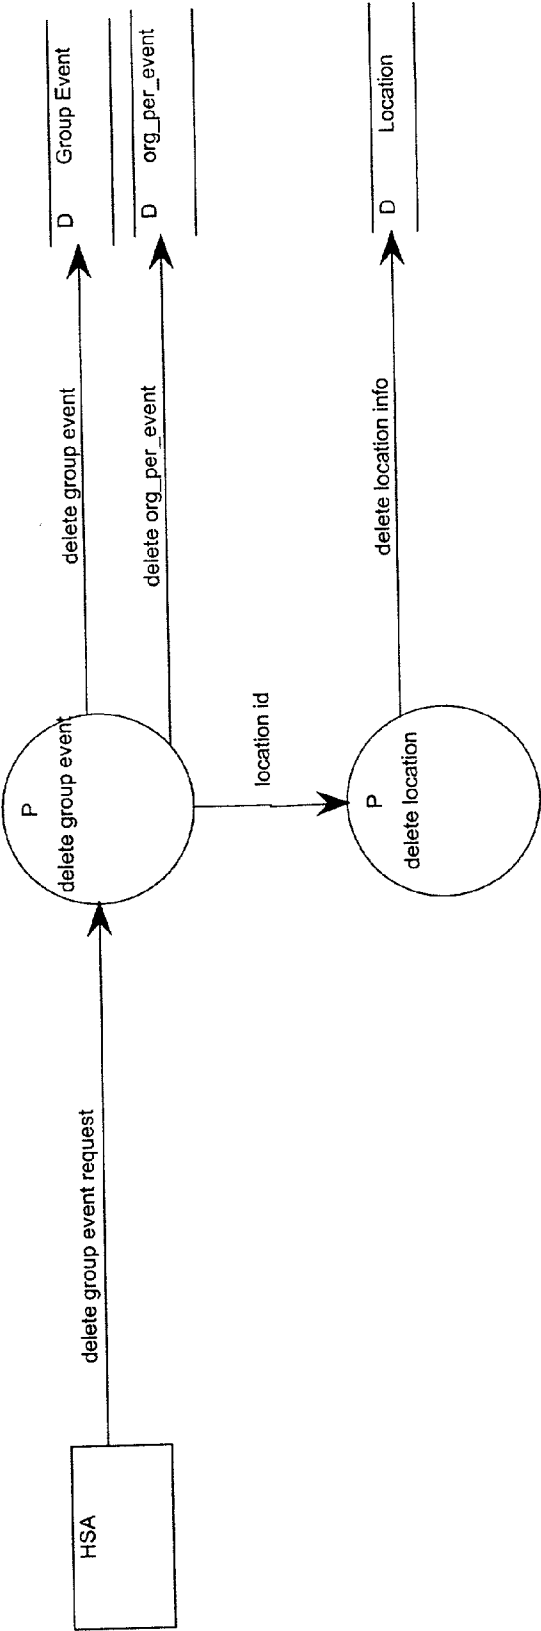 HSA
delete group event request
P
delete group event
delete group event
D Group Event
delete org_per_event
D org_per_event
location id
P
delete location
delete location info
D Location